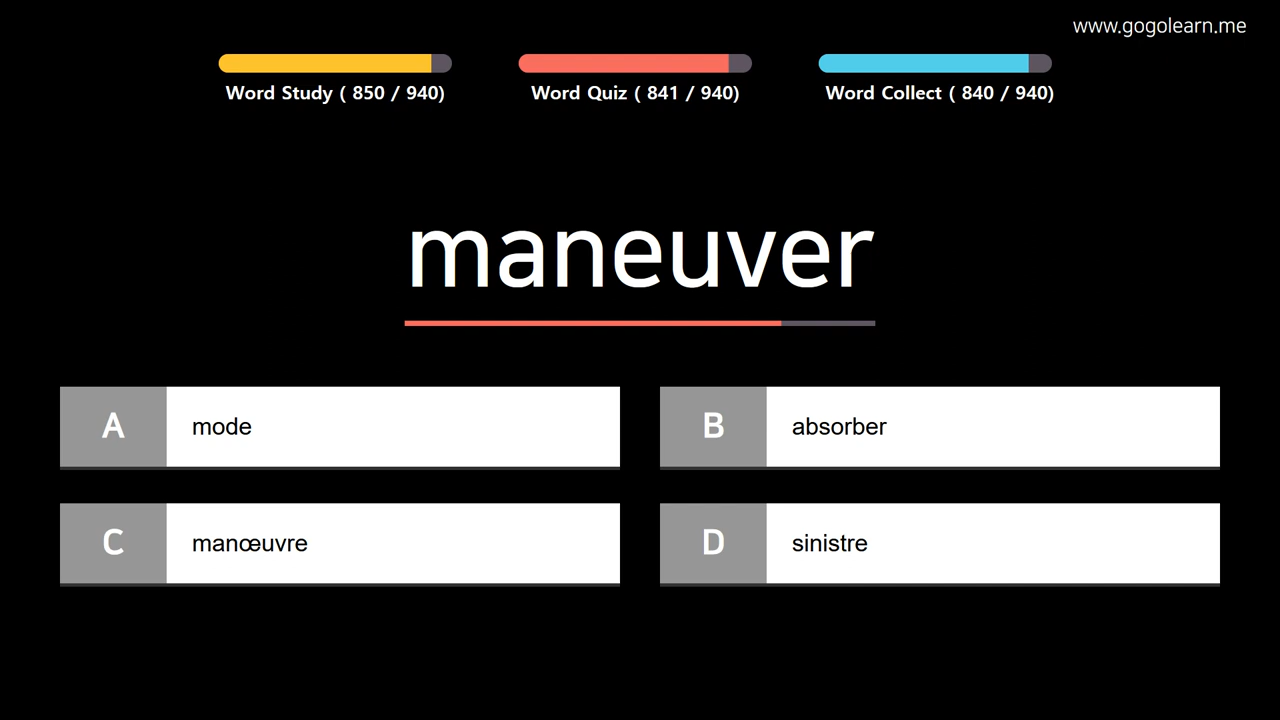 www.gogolearn.me
Word Study ( 850 / 940)
Word Quiz ( 841 / 940)
Word Collect ( 840 / 940)
maneuver
A
mode
B
absorber
C
manœuvre
D
sinistre